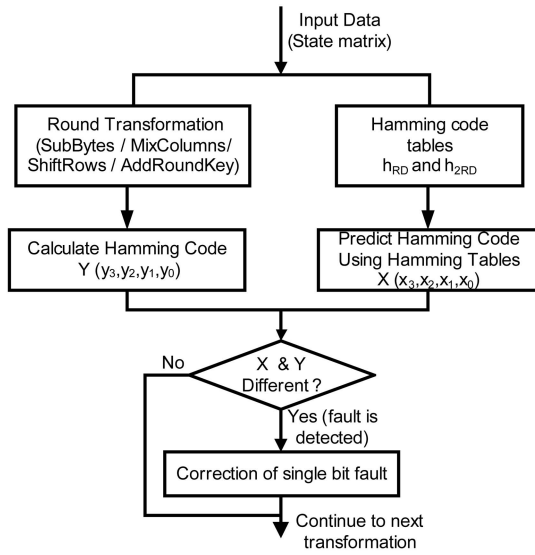 Input Data
(State matrix)
Round Transformation
(SubBytes / MixColumns/
ShiftRows / AddRoundKey)
Hamming code
tables
h_RD and h_2RD
Calculate Hamming Code
Y (y₃,y₂,y₁,y₀)
Predict Hamming Code
Using Hamming Tables
X (x₃,x₂,x₁,x₀)
No
X & Y
Different ?
Yes (fault is
detected)
Correction of single bit fault
Continue to next
transformation